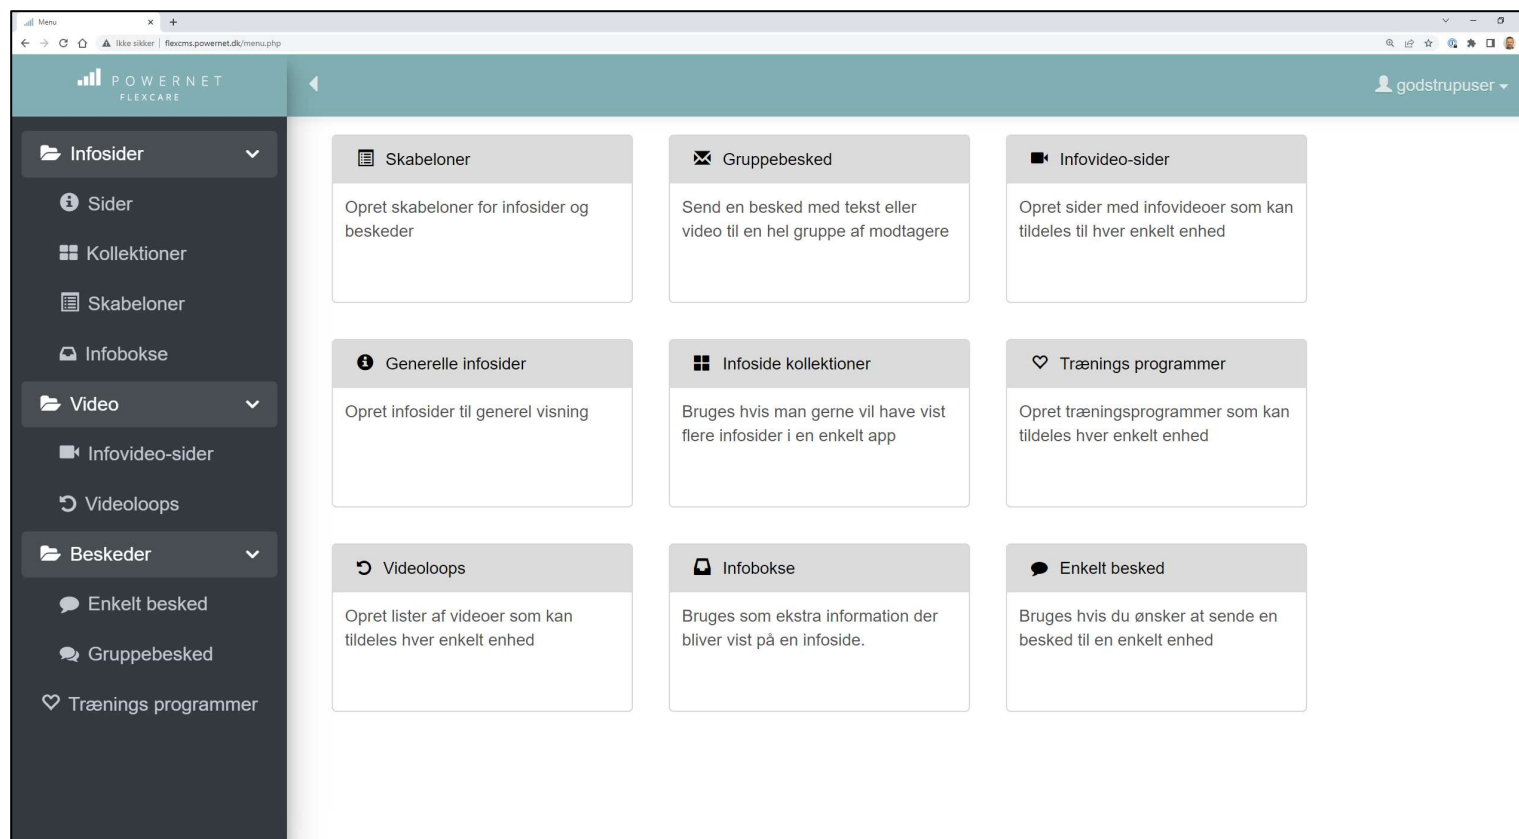 Menu
Ikke sikker | flexcms.powernet.dk/menu.php
POWERNET
FLEXCARE
godstrupuser
Infosider
Sider
Kollektioner
Skabeloner
Infobokse
Video
Infovideo-sider
Videoloops
Beskeder
Enkelt besked
Gruppebesked
Trænings programmer
Skabeloner
Opret skabeloner for infosider og
beskeder
Gruppebesked
Send en besked med tekst eller
video til en hel gruppe af modtagere
Infovideo-sider
Opret sider med infovideoer som kan
tildeles til hver enkelt enhed
Generelle infosider
Opret infosider til generel visning
Infoside kollektioner
Bruges hvis man gerne vil have vist
flere infosider i en enkelt app
Trænings programmer
Opret træningsprogrammer som kan
tildeles hver enkelt enhed
Videoloops
Opret lister af videoer som kan
tildeles hver enkelt enhed
Infobokse
Bruges som ekstra information der
bliver vist på en infoside.
Enkelt besked
Bruges hvis du ønsker at sende en
besked til en enkelt enhed